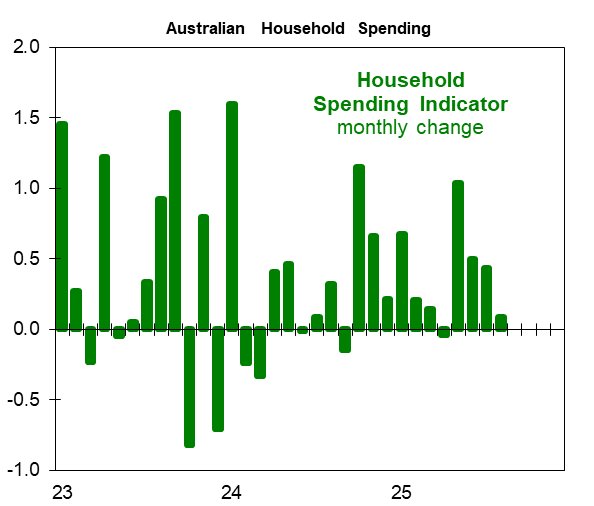 Australian Household Spending
2.0
Household
Spending Indicator
monthly change
1.5
1.0
0.5
0.0
-0.5
-1.0
23 24 25